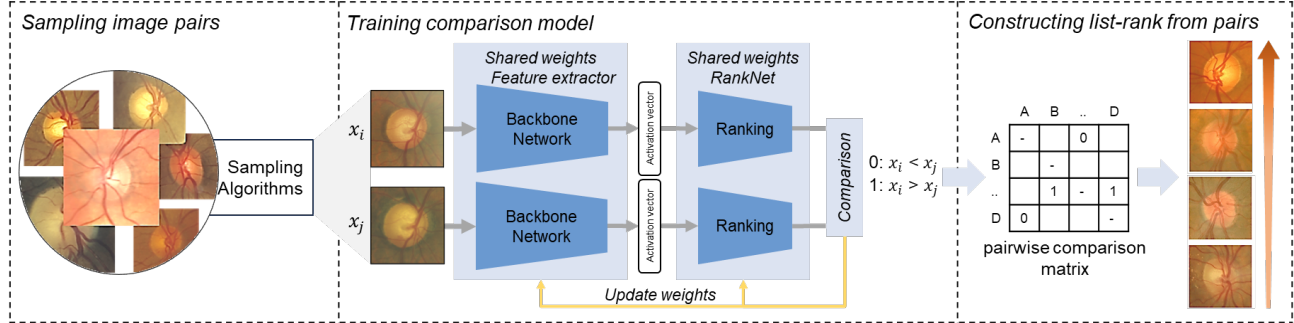 Sampling image pairs
Sampling
Algorithms
Training comparison model
x_i
x_j
Shared weights
Feature extractor
Backbone
Network
Backbone
Network
Activation vector
Activation vector
Shared weights
RankNet
Ranking
Ranking
Comparison
0: x_i < x_j
1: x_i > x_j
Update weights
Constructing list-rank from pairs
A B .. D
A - 0
B -
.. 1 - 1
D 0 -
pairwise comparison
matrix